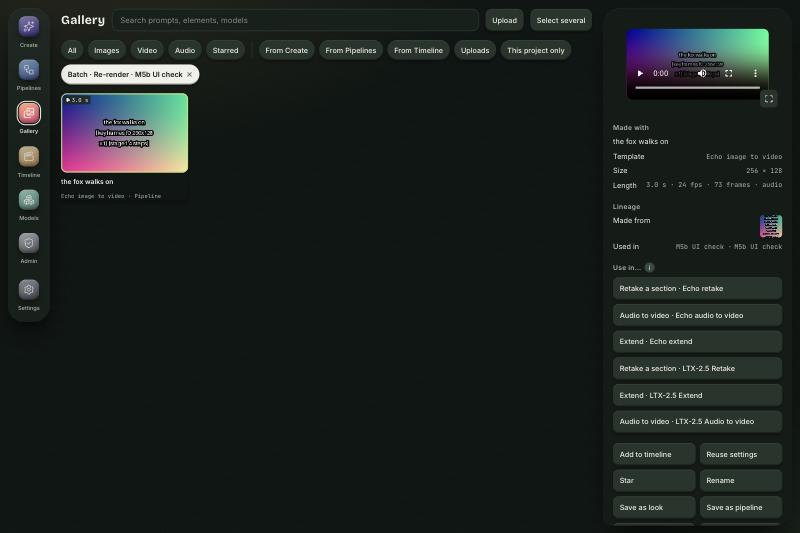 Create
Pipelines
Gallery
Timeline
Models
Admin
Settings
Gallery
Search prompts, elements, models
Upload
Select several
All
Images
Video
Audio
Starred
From Create
From Pipelines
From Timeline
Uploads
This project only
Batch · Re-render · M5b UI check ×
3.0 s
the fox walks on
the fox walks on
Echo image to video · Pipeline
the fox walks on
0:00
Made with
the fox walks on
Template Echo image to video
Size 256 × 128
Length 3.0 s · 24 fps · 73 frames · audio
Lineage
Made from
Used in M5b UI check · M5b UI check
Use in... i
Retake a section · Echo retake
Audio to video · Echo audio to video
Extend · Echo extend
Retake a section · LTX-2.5 Retake
Extend · LTX-2.5 Extend
Audio to video · LTX-2.5 Audio to video
Add to timeline
Reuse settings
Star
Rename
Save as look
Save as pipeline